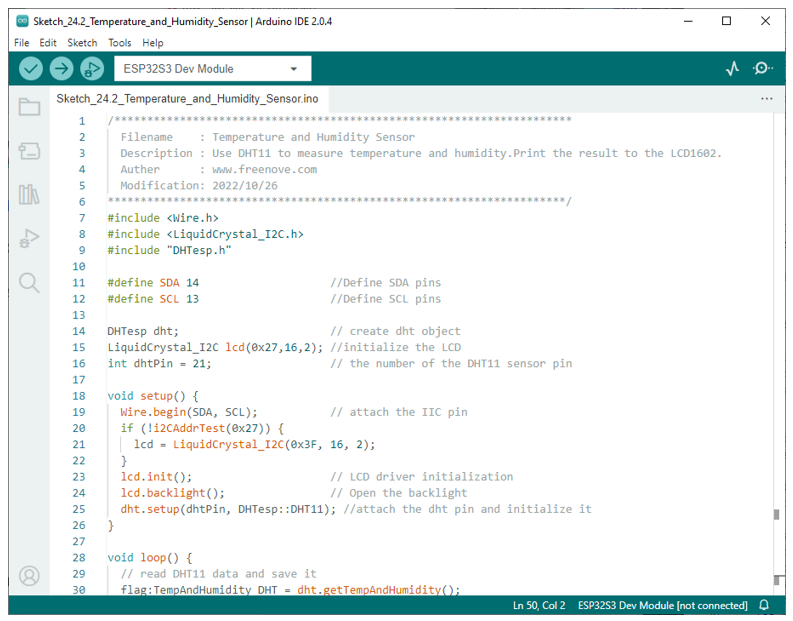 Sketch_24.2_Temperature_and_Humidity_Sensor | Arduino IDE 2.0.4
File Edit Sketch Tools Help
ESP32S3 Dev Module
Sketch_24.2_Temperature_and_Humidity_Sensor.ino
1 /**********************************************************************
2 Filename    : Temperature and Humidity Sensor
3 Description : Use DHT11 to measure temperature and humidity.Print the result to the LCD1602.
4 Auther      : www.freenove.com
5 Modification: 2022/10/26
6 **********************************************************************/
7 #include <Wire.h>
8 #include <LiquidCrystal_I2C.h>
9 #include "DHTesp.h"
10
11 #define SDA 14                    //Define SDA pins
12 #define SCL 13                    //Define SCL pins
13
14 DHTesp dht;                       // create dht object
15 LiquidCrystal_I2C lcd(0x27,16,2); //initialize the LCD
16 int dhtPin = 21;                  // the number of the DHT11 sensor pin
17
18 void setup() {
19   Wire.begin(SDA, SCL);           // attach the IIC pin
20   if (!i2CAddrTest(0x27)) {
21     lcd = LiquidCrystal_I2C(0x3F, 16, 2);
22   }
23   lcd.init();                     // LCD driver initialization
24   lcd.backlight();                // Open the backlight
25   dht.setup(dhtPin, DHTesp::DHT11); //attach the dht pin and initialize it
26 }
27
28 void loop() {
29   // read DHT11 data and save it
30   flag:TempAndHumidity DHT = dht.getTempAndHumidity();
Ln 50, Col 2 ESP32S3 Dev Module [not connected]